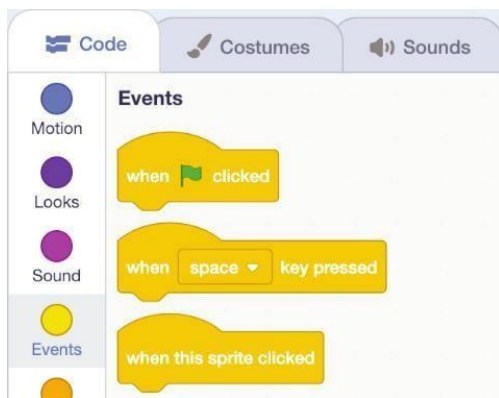 Code Costumes Sounds
Events
Motion
when clicked
Looks
when space key pressed
Sound
Events
when this sprite clicked